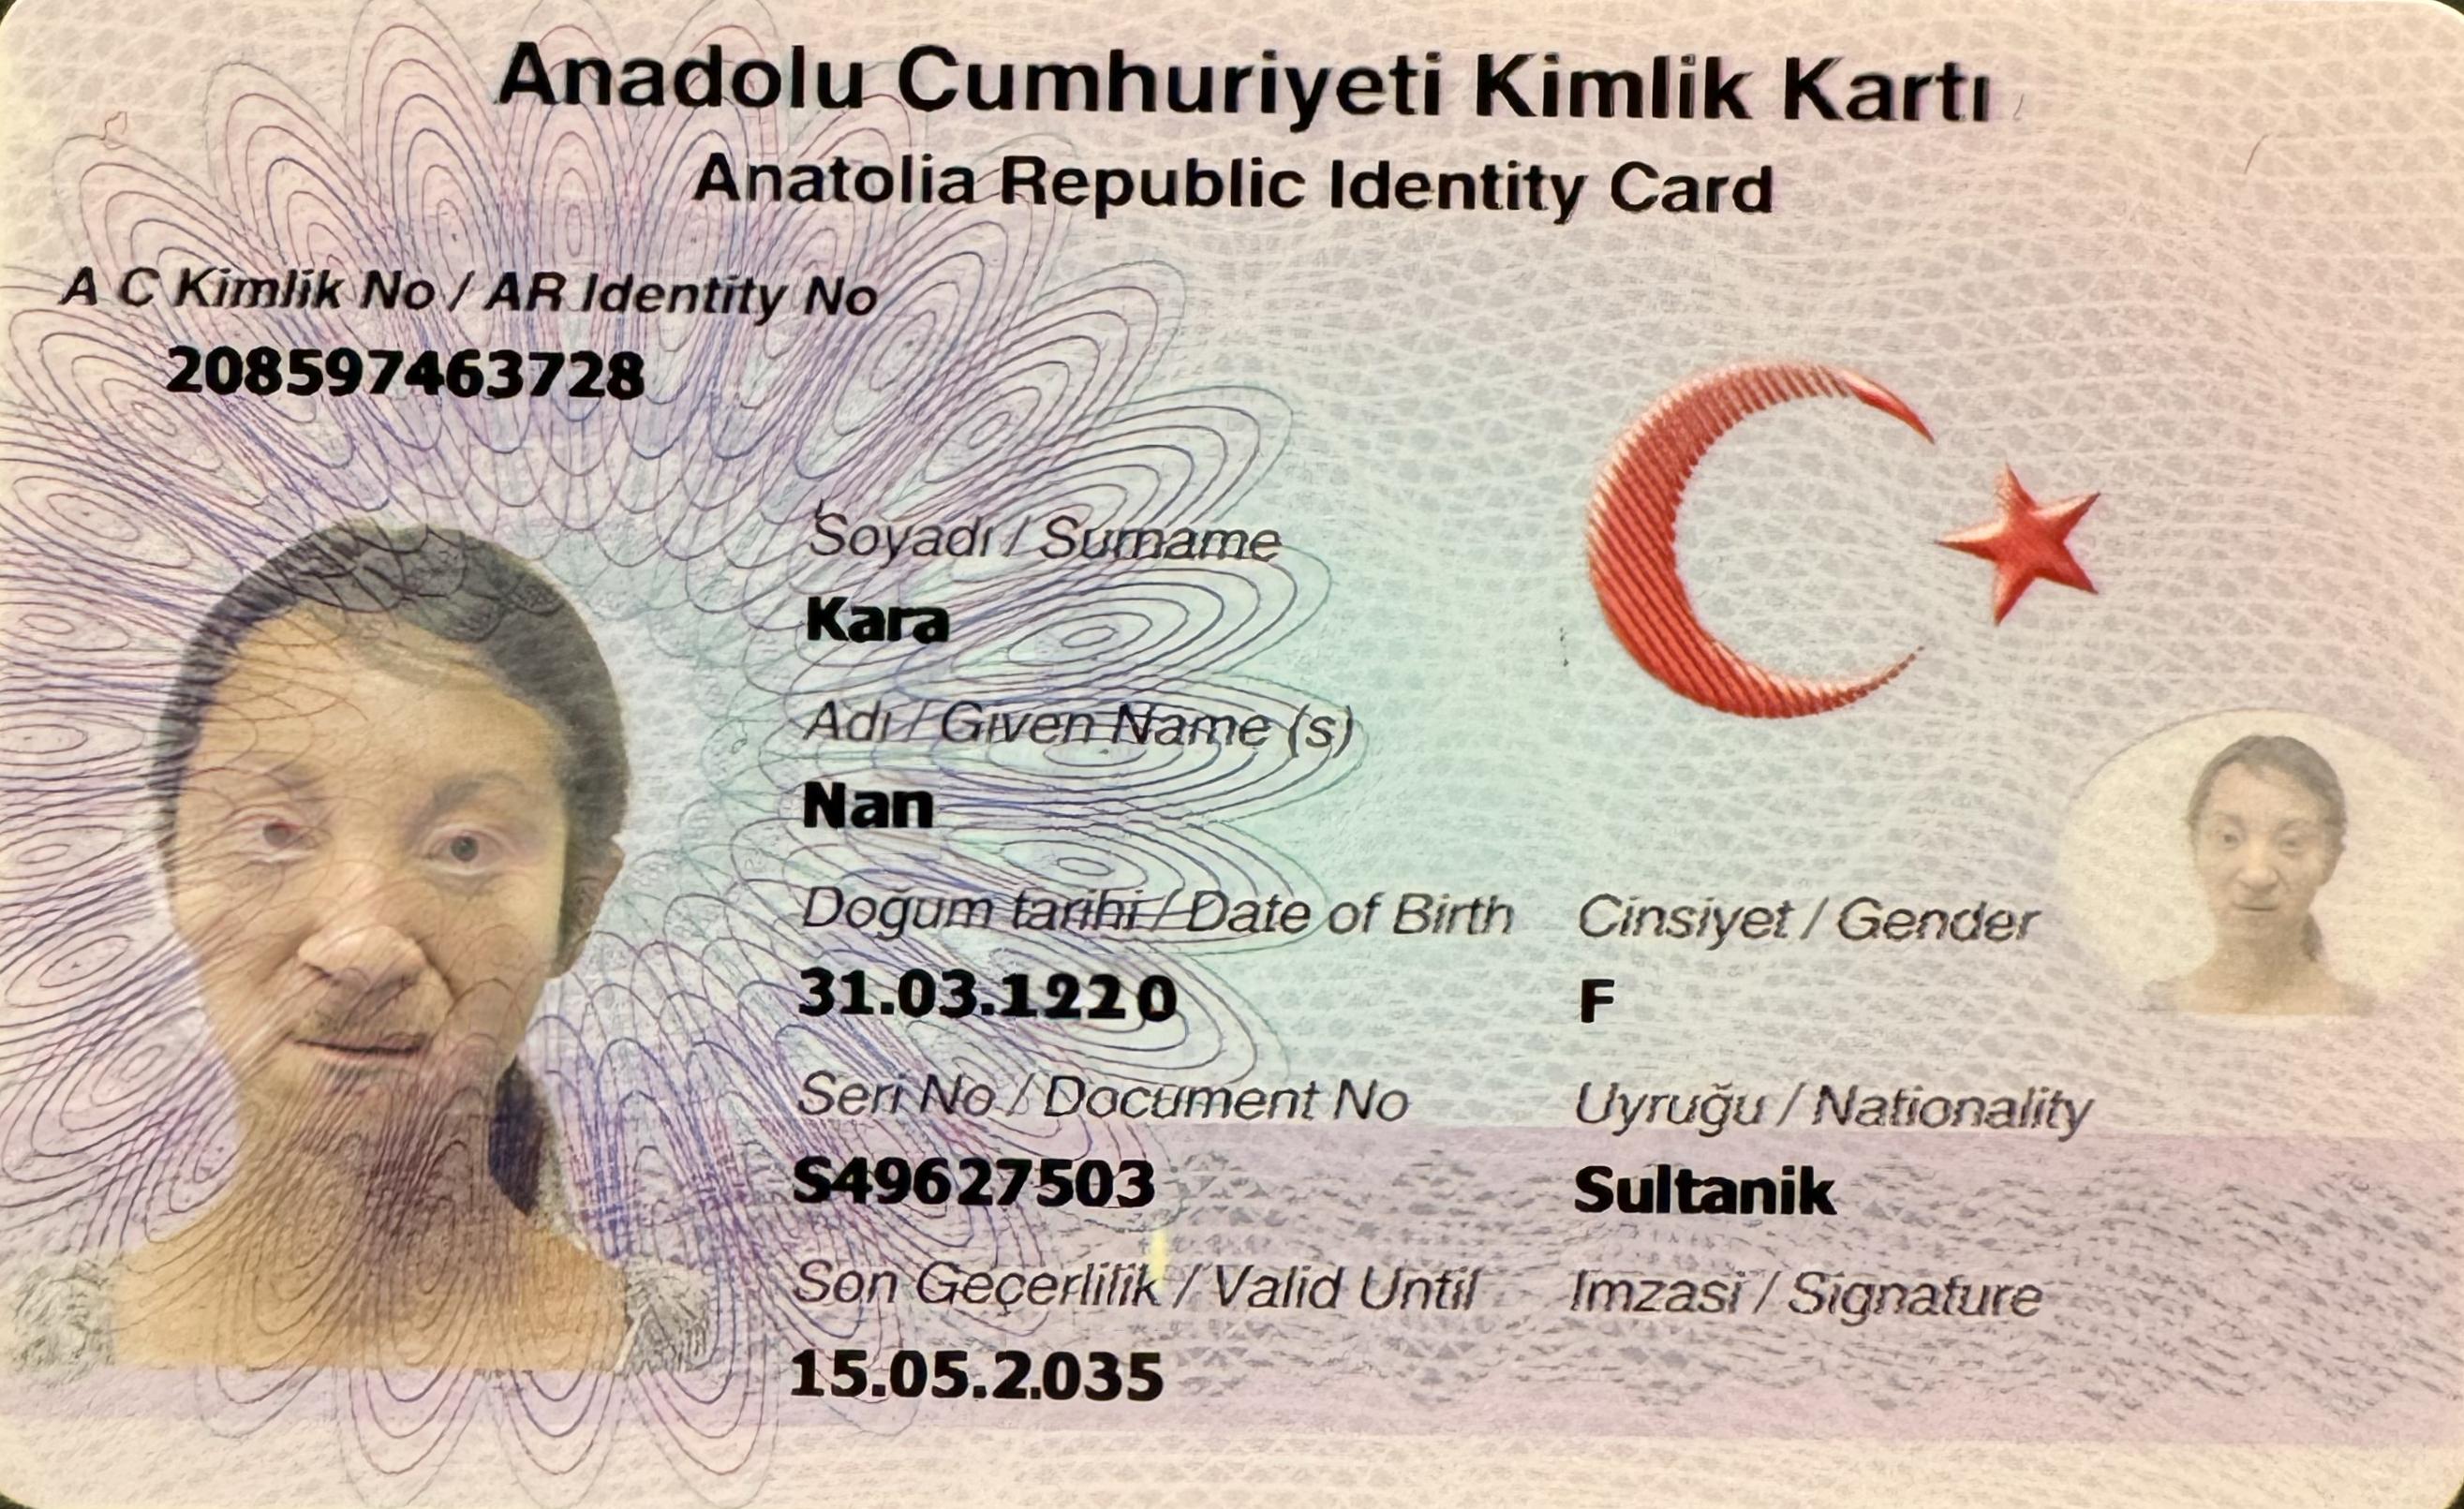 Anadolu Cumhuriyeti Kimlik Kartı
Anatolia Republic Identity Card
A C Kimlik No / AR Identity No
208597463728
Soyadı / Surname
Kara
Adı / Given Name (s)
Nan
Doğum tarihi / Date of Birth
31.03.1220
Cinsiyet / Gender
F
Seri No / Document No
S49627503
Uyruğu / Nationality
Sultanik
Son Geçerlilik / Valid Until
15.05.2.035
Imzasi / Signature